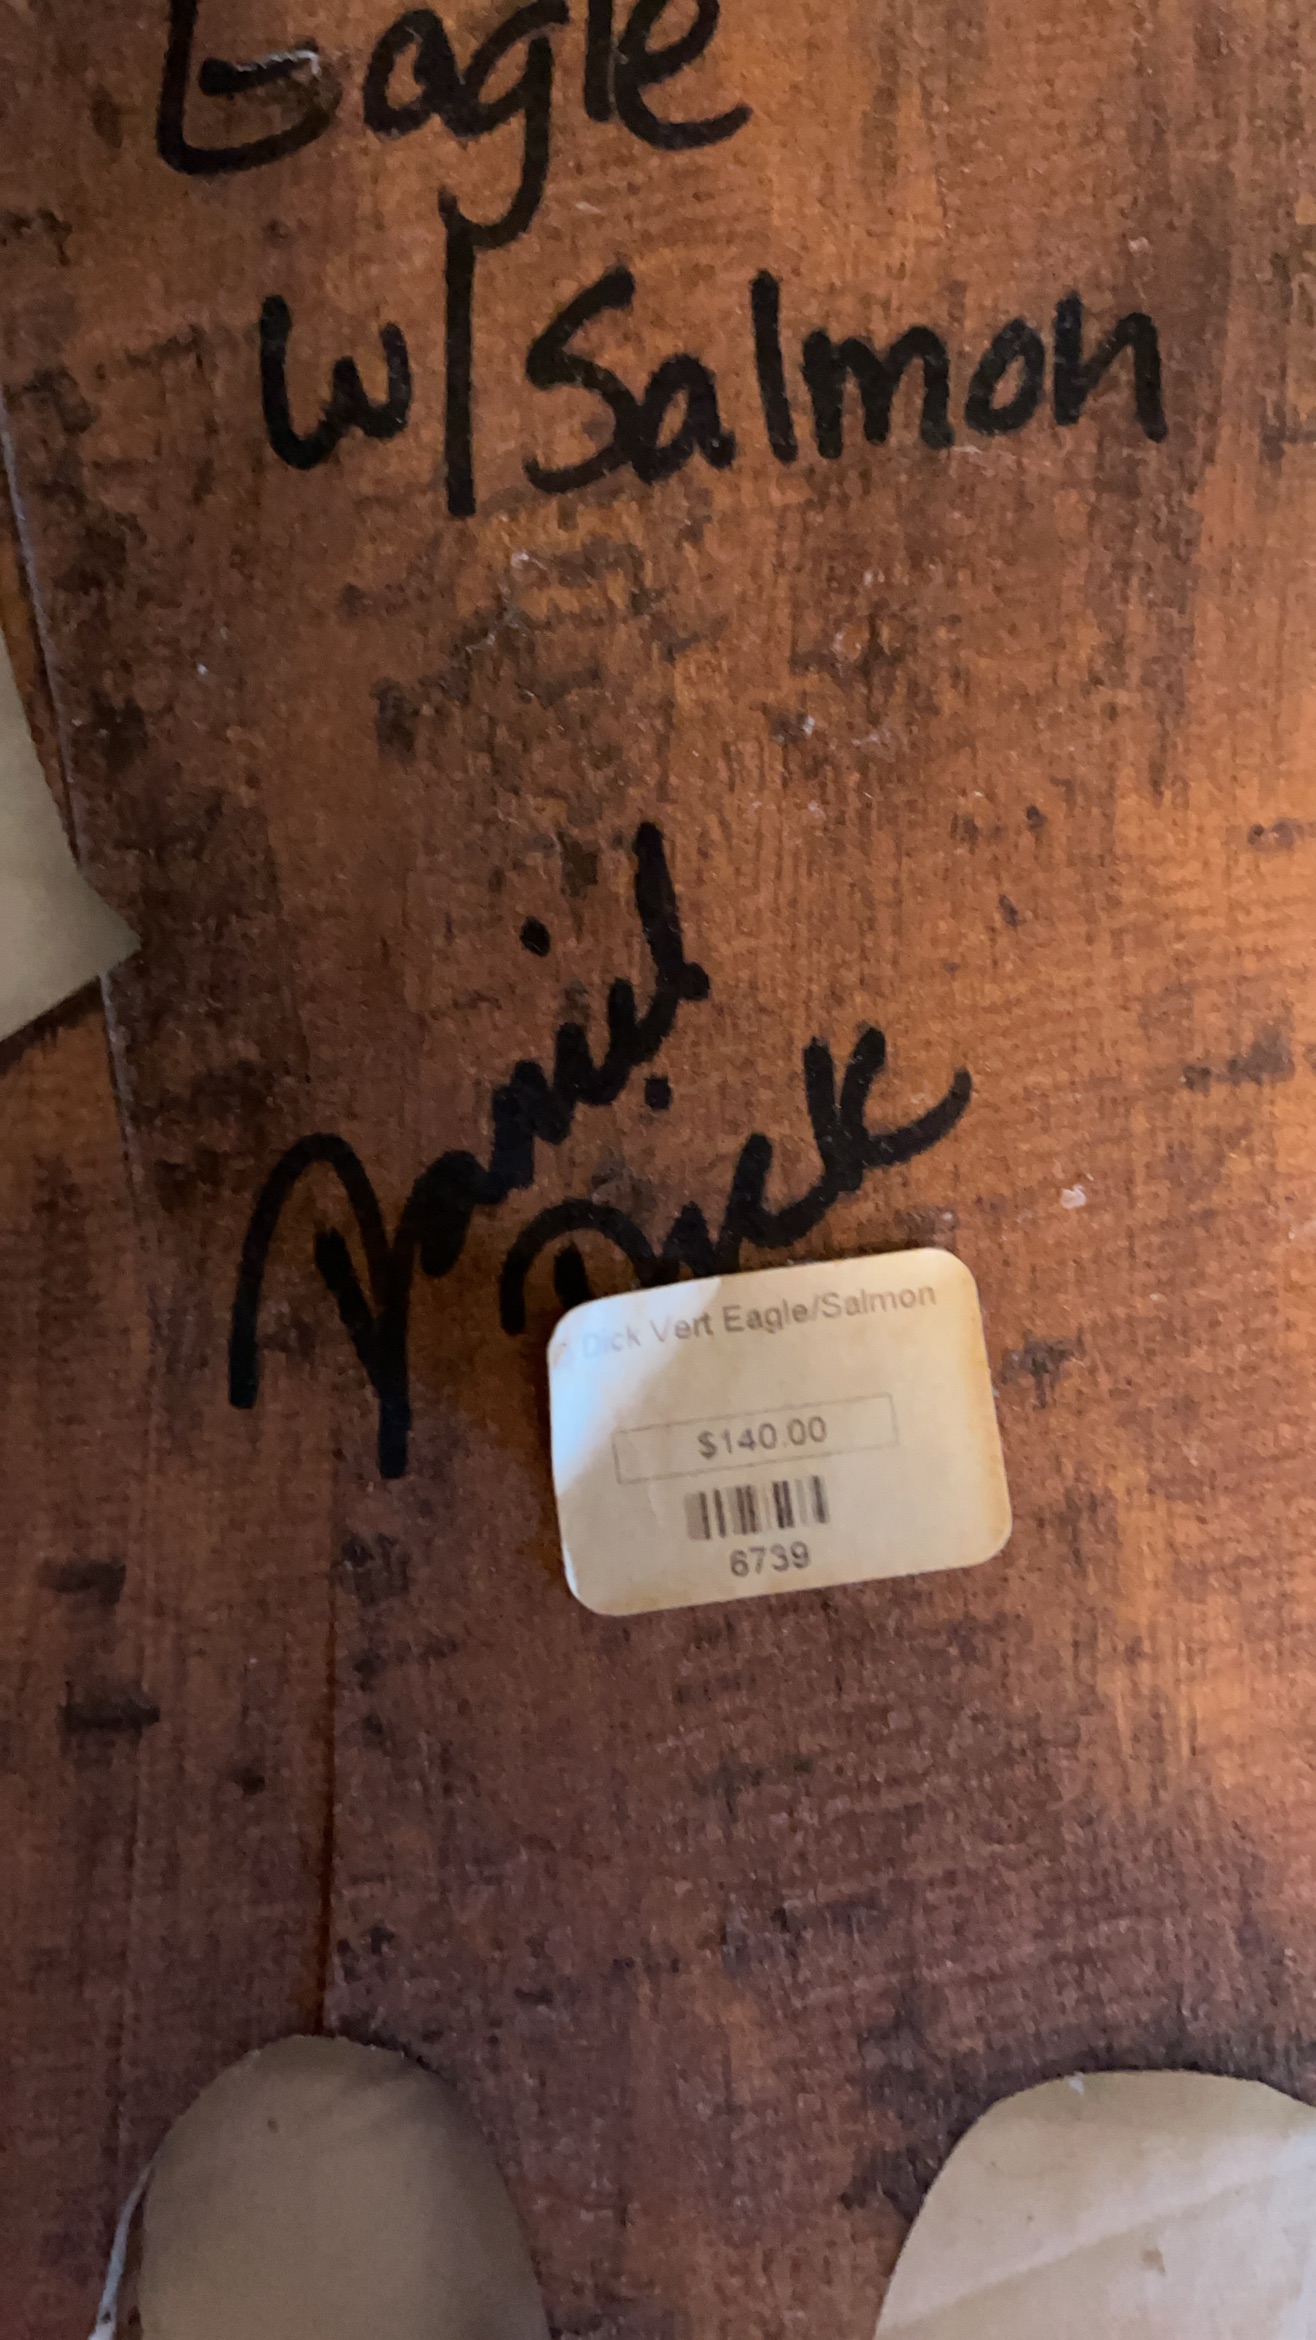 Eagle
w/Salmon
Daniel
Dick
Dick Vert Eagle/Salmon
$140.00
6739